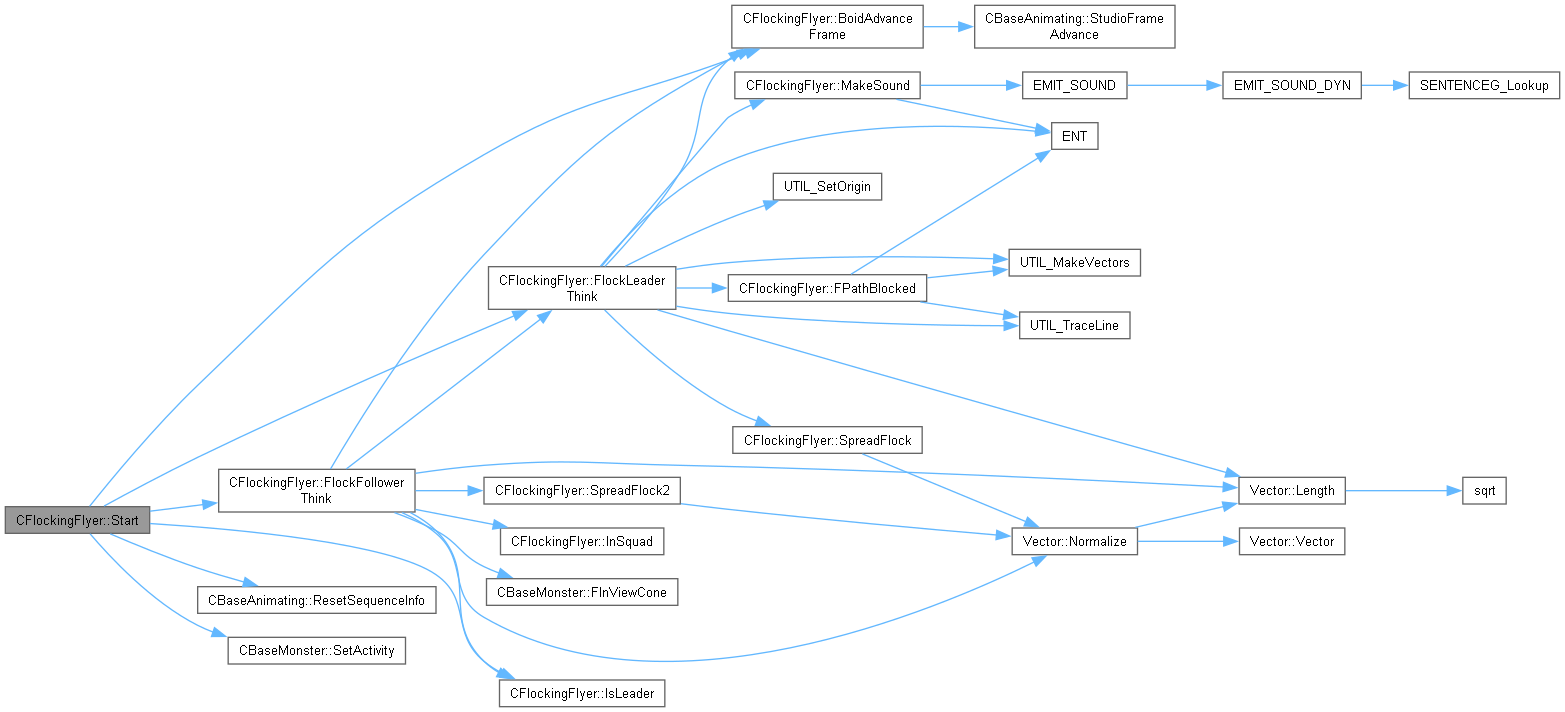 CFlockingFlyer::BoidAdvance
Frame
CBaseAnimating::StudioFrame
Advance
CFlockingFlyer::MakeSound
EMIT_SOUND
EMIT_SOUND_DYN
SENTENCEG_Lookup
ENT
UTIL_SetOrigin
UTIL_MakeVectors
CFlockingFlyer::FlockLeader
Think
CFlockingFlyer::FPathBlocked
UTIL_TraceLine
CFlockingFlyer::SpreadFlock
CFlockingFlyer::FlockFollower
Think
CFlockingFlyer::SpreadFlock2
Vector::Length
sqrt
CFlockingFlyer::Start
CFlockingFlyer::InSquad
Vector::Normalize
Vector::Vector
CBaseMonster::FInViewCone
CBaseAnimating::ResetSequenceInfo
CBaseMonster::SetActivity
CFlockingFlyer::IsLeader